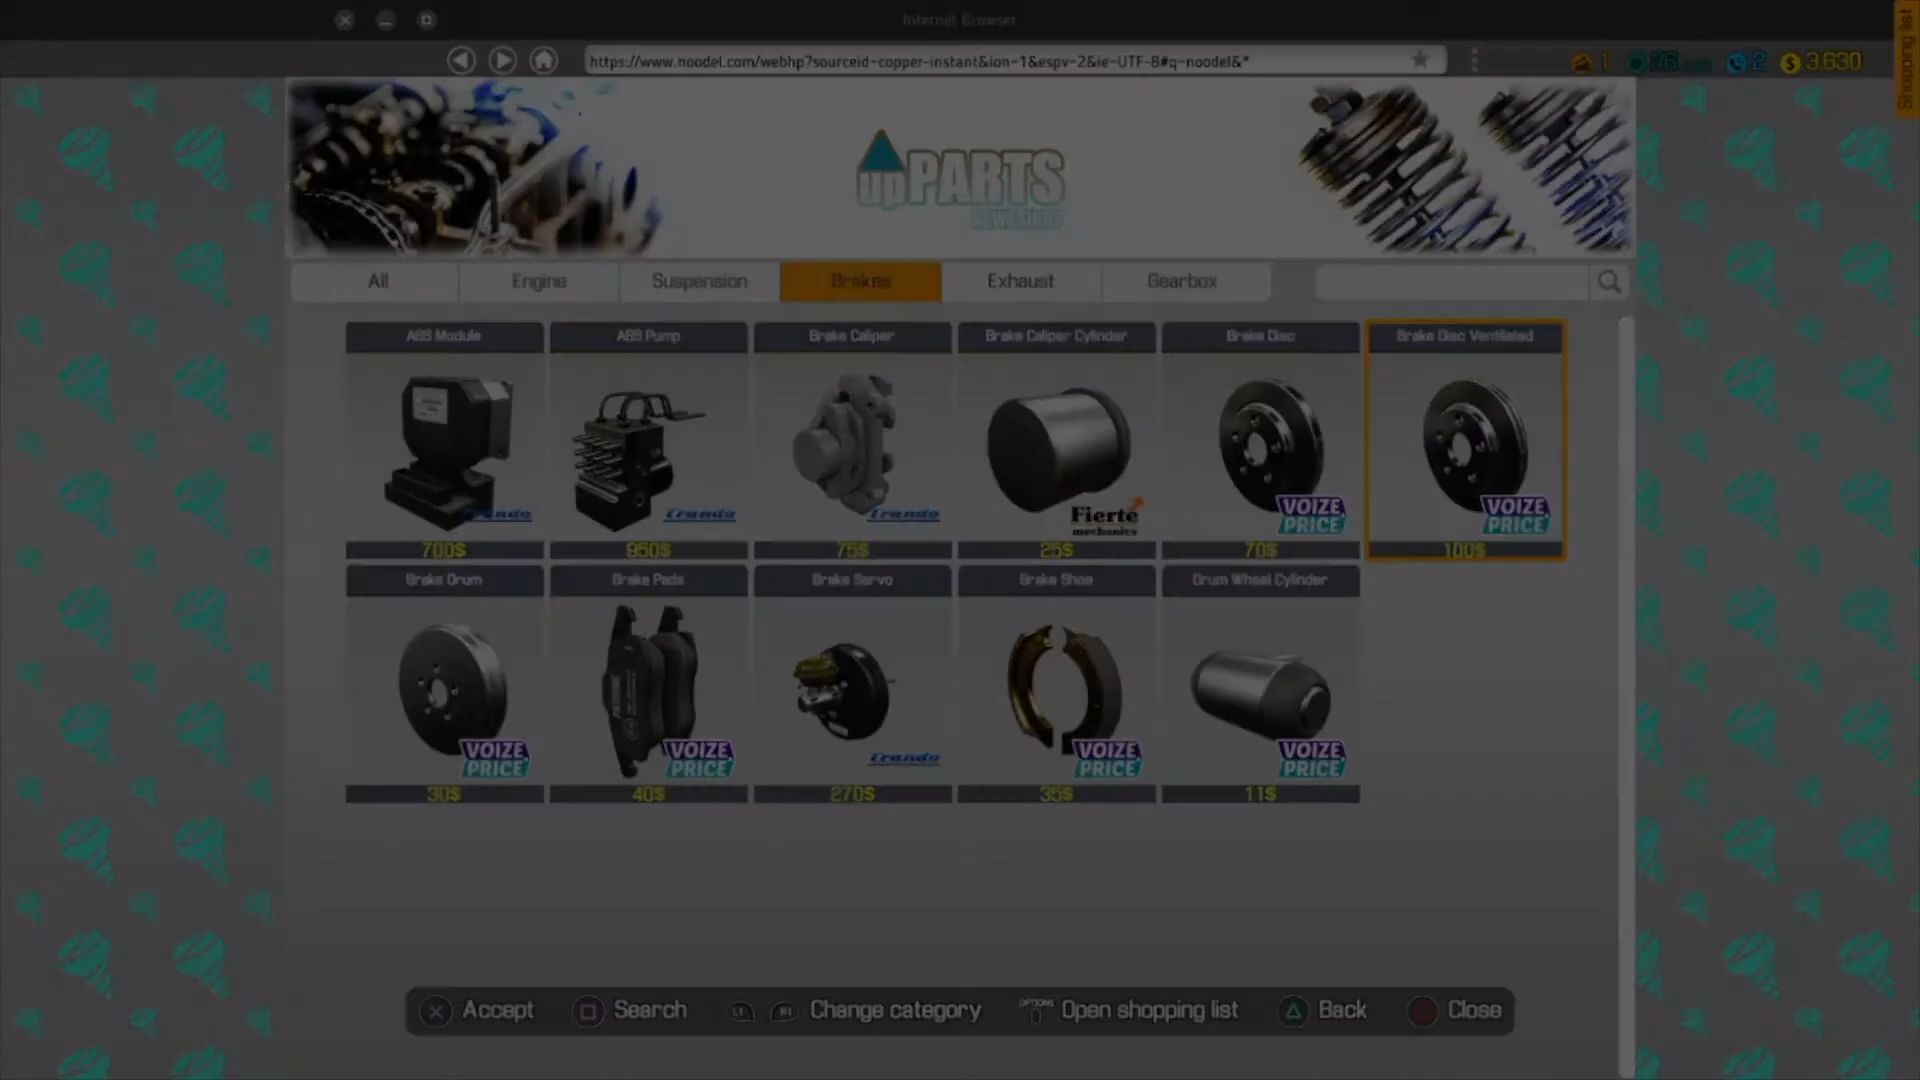 Internet Browser
https://www.noodel.com/webhp?sourceid-copper-instant&ion-1&espv-2&ie-UTF-8#q-noodel&*
1 26 2 $ 3,630
Shopping list
upPARTS
All Engine Suspension Brakes Exhaust Gearbox
ABS Module ABS Pump Brake Caliper Brake Caliper Cylinder Brake Disc Brake Disc Ventilated
Fierte mechanics
VOIZE PRICE
VOIZE PRICE
700$ 950$ 75$ 25$ 70$ 100$
Brake Drum Brake Pads Brake Servo Brake Shoe Drum Wheel Cylinder
VOIZE PRICE
VOIZE PRICE
VOIZE PRICE
VOIZE PRICE
30$ 40$ 270$ 35$ 11$
Accept Search Change category OPTIONS Open shopping list Back Close